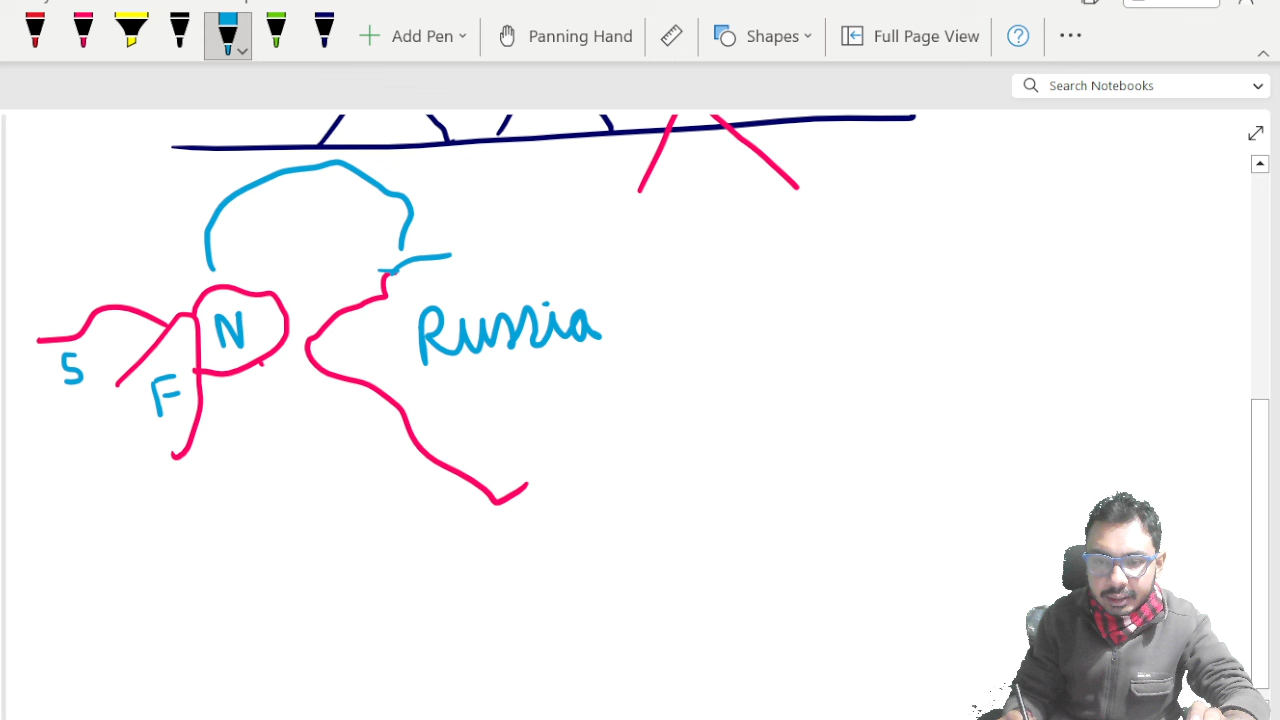 Add Pen
Panning Hand
Shapes
Full Page View
?
Search Notebooks
N
Russia
S
F